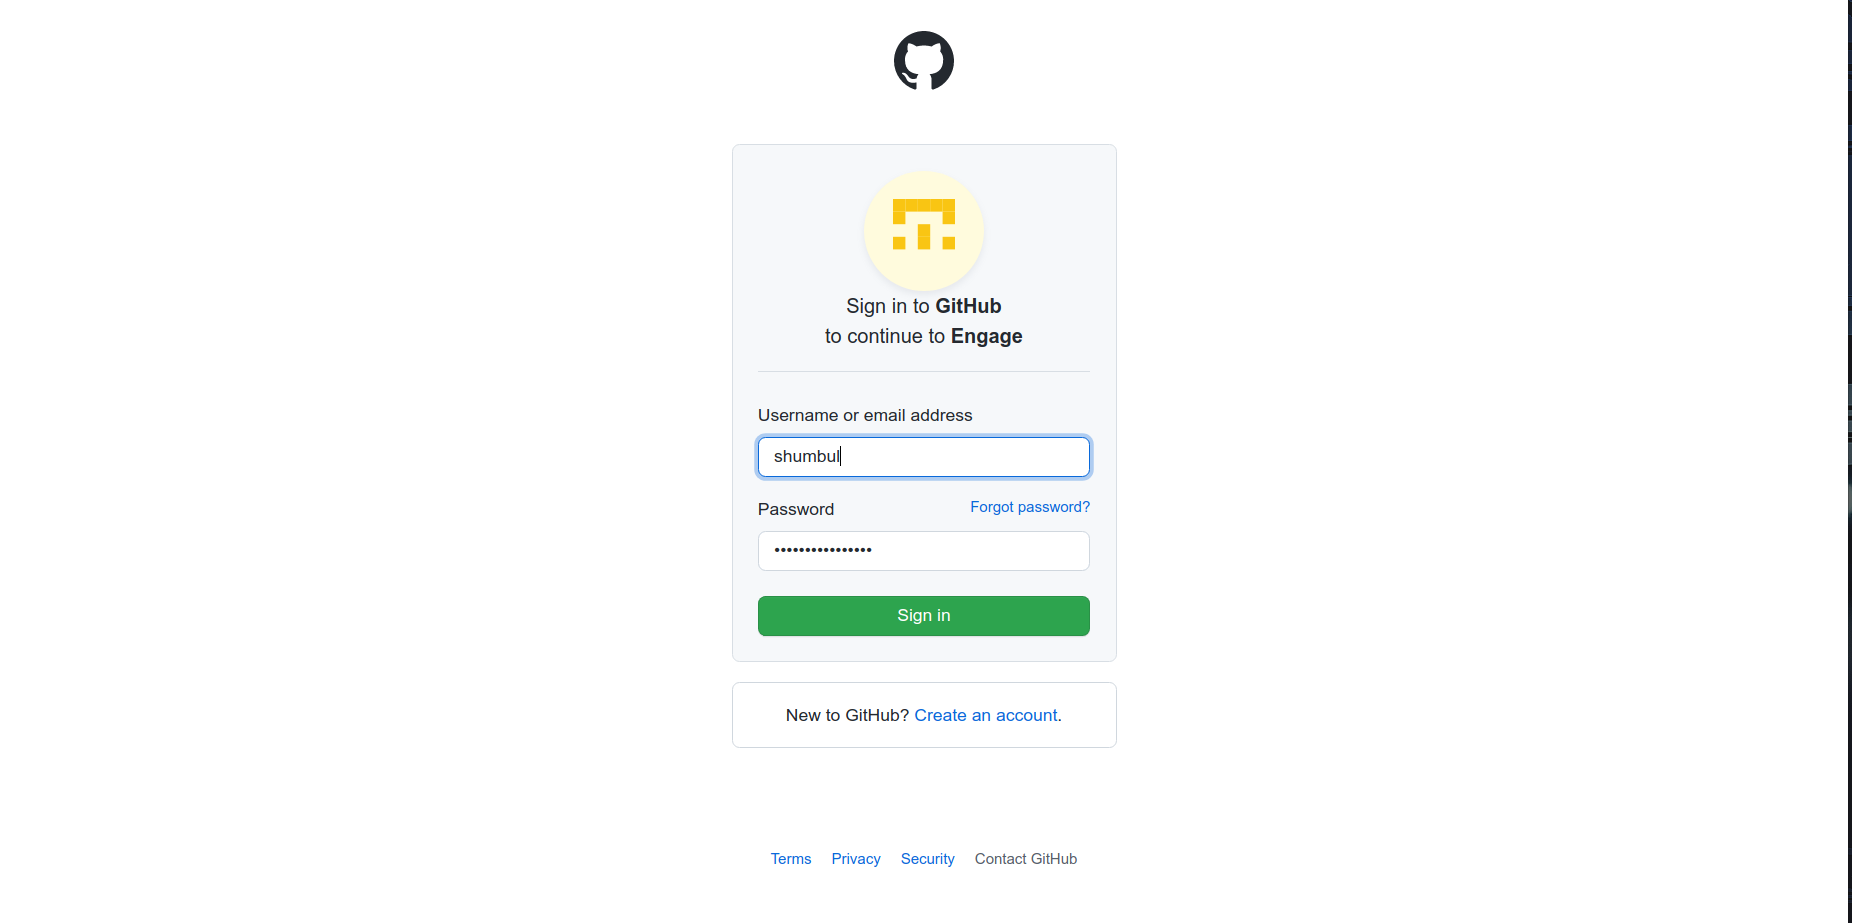 Sign in to GitHub
to continue to Engage
Username or email address
shumbul
Password
Forgot password?
••••••••••••••••
Sign in
New to GitHub? Create an account.
Terms
Privacy
Security
Contact GitHub